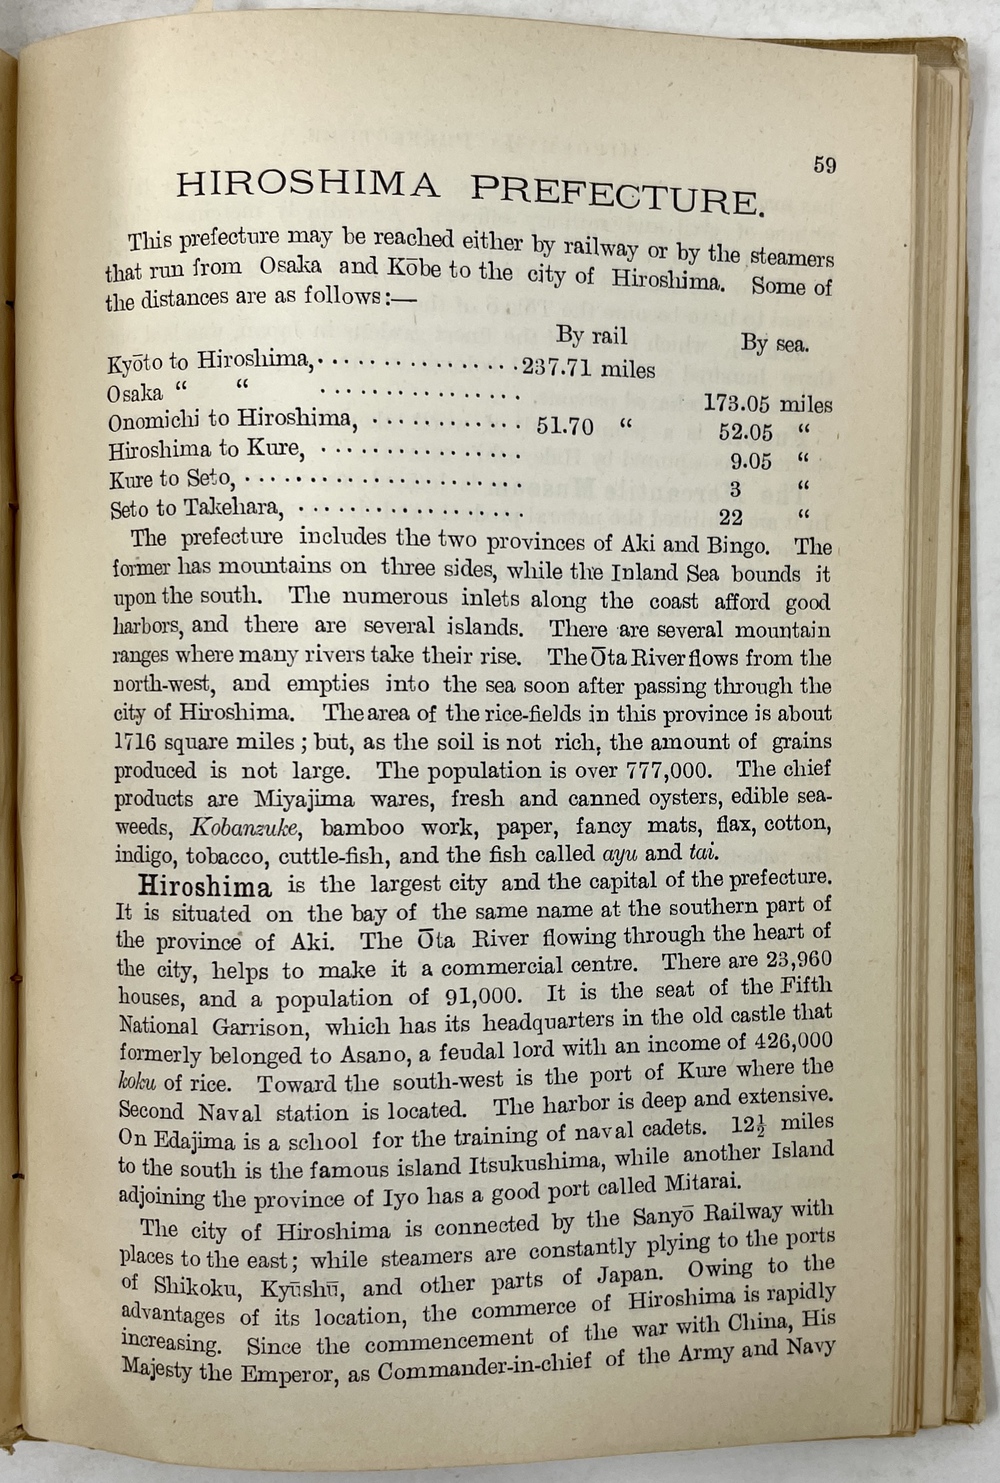 59
HIROSHIMA PREFECTURE.
This prefecture may be reached either by railway or by the steamers
that run from Osaka and Kōbe to the city of Hiroshima. Some of
the distances are as follows:—
By rail By sea.
Kyōto to Hiroshima, . . . . . . . . . . . . . . . . 237.71 miles
Osaka “ “ . . . . . . . . . . . . . . . . 173.05 miles
Onomichi to Hiroshima, . . . . . . . . . . . . 51.70 “ 52.05 “
Hiroshima to Kure, . . . . . . . . . . . . . . . . 9.05 “
Kure to Seto, . . . . . . . . . . . . . . . . . . . . . . 3 “
Seto to Takehara, . . . . . . . . . . . . . . . . . . 22 “
The prefecture includes the two provinces of Aki and Bingo. The
former has mountains on three sides, while the Inland Sea bounds it
upon the south. The numerous inlets along the coast afford good
harbors, and there are several islands. There are several mountain
ranges where many rivers take their rise. The Ōta River flows from the
north-west, and empties into the sea soon after passing through the
city of Hiroshima. The area of the rice-fields in this province is about
1716 square miles ; but, as the soil is not rich, the amount of grains
produced is not large. The population is over 777,000. The chief
products are Miyajima wares, fresh and canned oysters, edible sea-
weeds, Kobanzuke, bamboo work, paper, fancy mats, flax, cotton,
indigo, tobacco, cuttle-fish, and the fish called ayu and tai.
Hiroshima is the largest city and the capital of the prefecture.
It is situated on the bay of the same name at the southern part of
the province of Aki. The Ōta River flowing through the heart of
the city, helps to make it a commercial centre. There are 23,960
houses, and a population of 91,000. It is the seat of the Fifth
National Garrison, which has its headquarters in the old castle that
formerly belonged to Asano, a feudal lord with an income of 426,000
koku of rice. Toward the south-west is the port of Kure where the
Second Naval station is located. The harbor is deep and extensive.
On Edajima is a school for the training of naval cadets. 12½ miles
to the south is the famous island Itsukushima, while another Island
adjoining the province of Iyo has a good port called Mitarai.
The city of Hiroshima is connected by the Sanyō Railway with
places to the east ; while steamers are constantly plying to the ports
of Shikoku, Kyūshū, and other parts of Japan. Owing to the
advantages of its location, the commerce of Hiroshima is rapidly
increasing. Since the commencement of the war with China, His
Majesty the Emperor, as Commander-in-chief of the Army and Navy